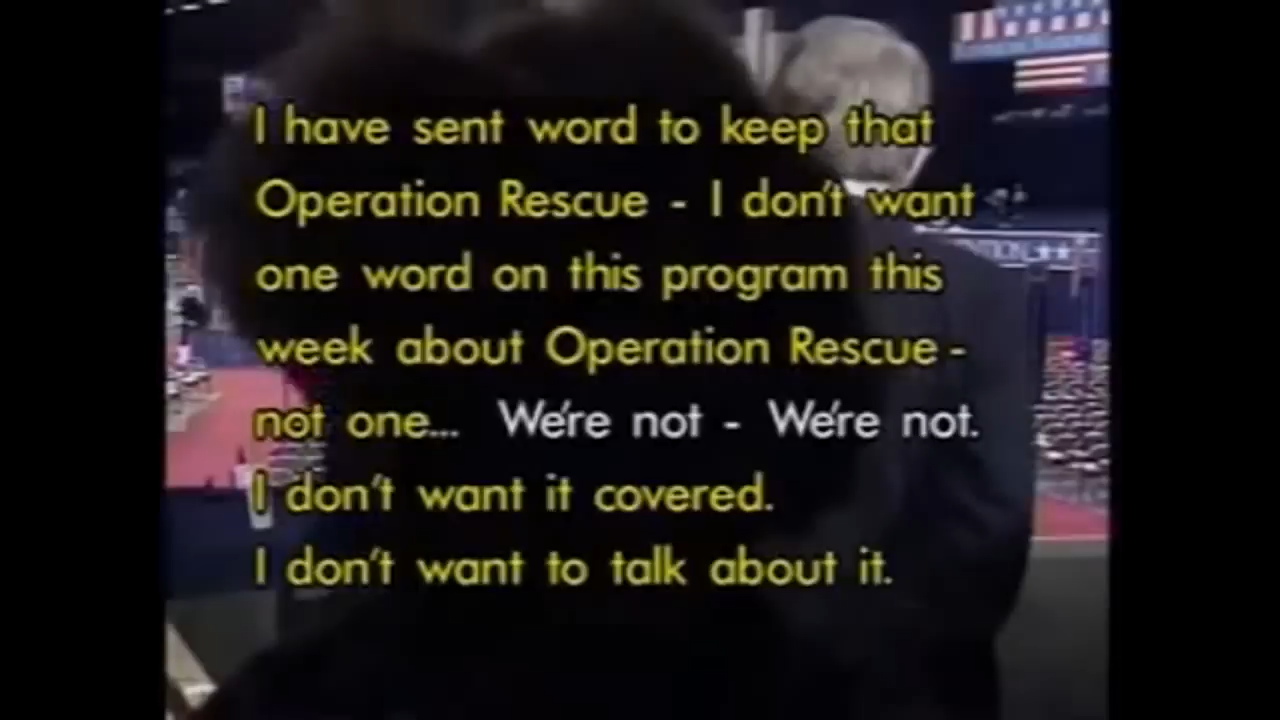 I have sent word to keep that
Operation Rescue - I don't want
one word on this program this
week about Operation Rescue -
not one... We're not - We're not.
I don't want it covered.
I don't want to talk about it.